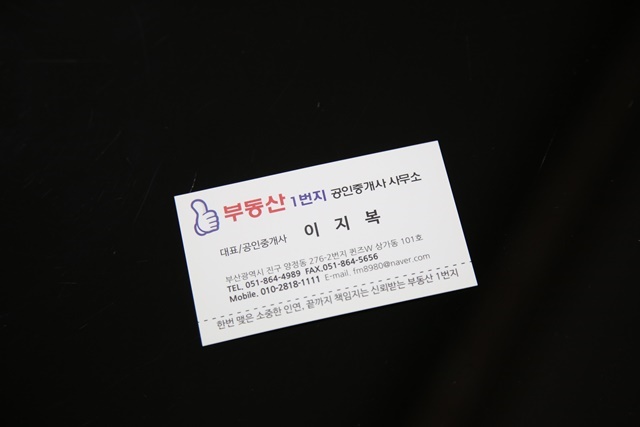 부동산 1번지 공인중개사 사무소
대표/공인중개사 이 지 복
부산광역시 진구 양정동 276-2번지 퀸즈W 상가동 101호
TEL. 051-864-4989 FAX.051-864-5656
Mobile. 010-2818-1111 E-mail. fm8980@naver.com
한번 맺은 소중한 인연, 끝까지 책임지는 신뢰받는 부동산 1번지